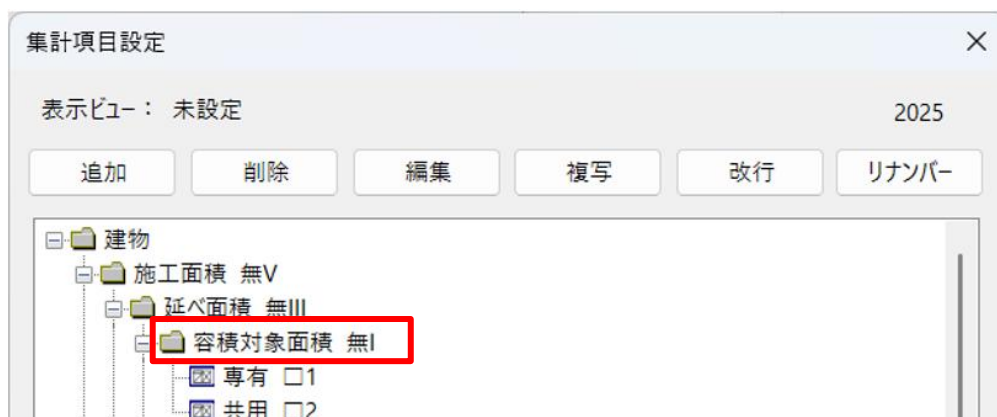 集計項目設定
表示ビュー： 未設定 2025
追加 削除 編集 複写 改行 リナンバー
建物
施工面積 無V
延べ面積 無III
容積対象面積 無I
専有 □1
共用 □2